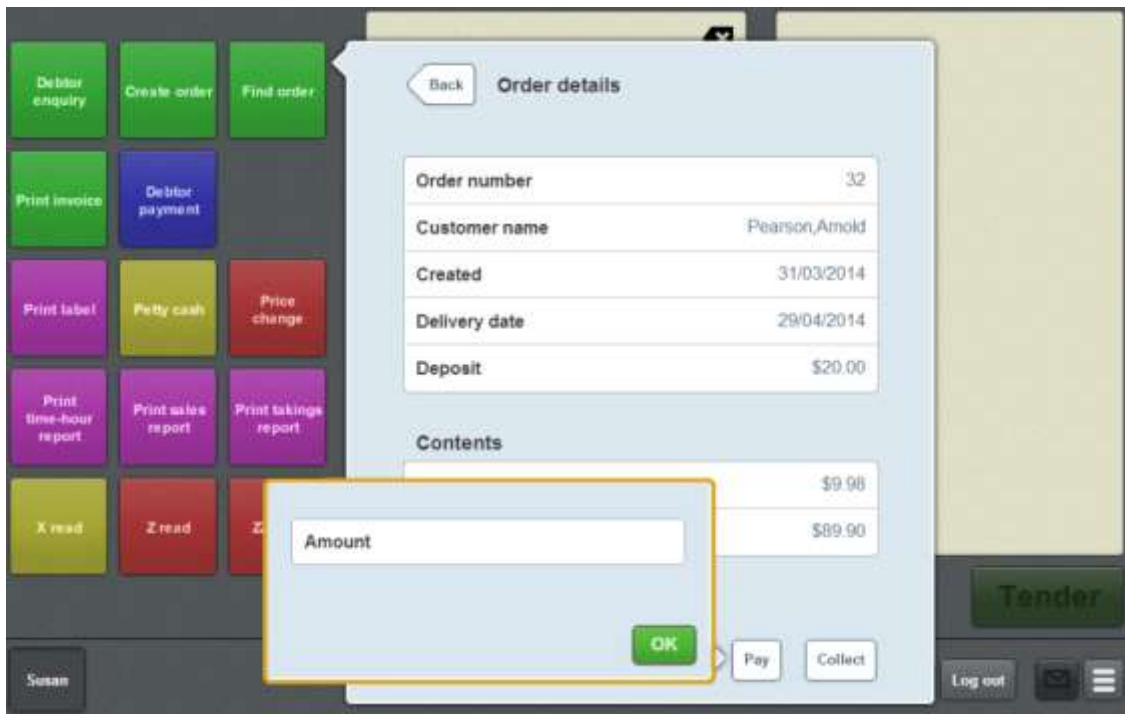 Debtor
enquiry
Create order
Find order
Print invoice
Debtor
payment
Print label
Petty cash
Price
change
Print
time-hour
report
Print sales
report
Print takings
report
X read
Z read
Susan
Back
Order details
Order number 32
Customer name Pearson,Arnold
Created 31/03/2014
Delivery date 29/04/2014
Deposit $20.00
Contents
$9.98
$89.90
Amount
OK
Pay
Collect
Tender
Log out